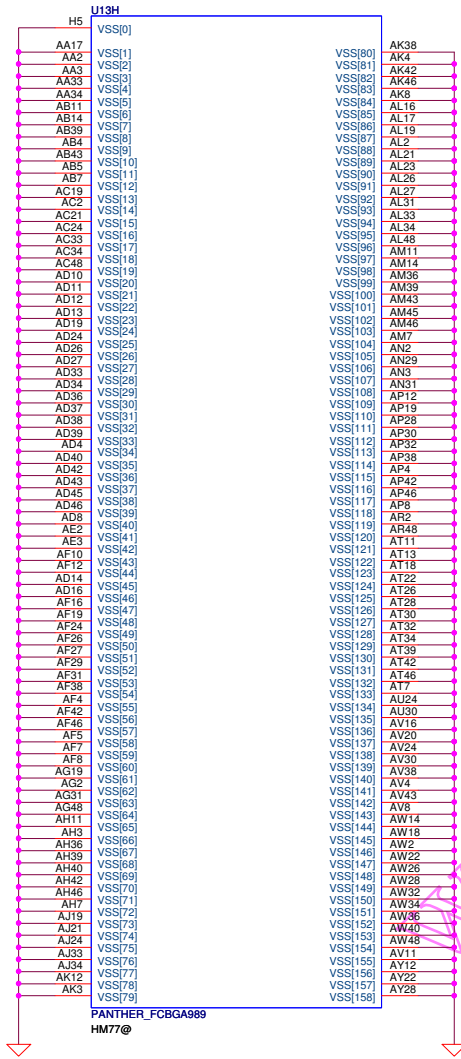 U13H
H5 VSS[0]
AA17 VSS[1] VSS[80] AK38
AA2 VSS[2] VSS[81] AK4
AA3 VSS[3] VSS[82] AK42
AA33 VSS[4] VSS[83] AK46
AA34 VSS[5] VSS[84] AK8
AB11 VSS[6] VSS[85] AL16
AB14 VSS[7] VSS[86] AL17
AB39 VSS[8] VSS[87] AL19
AB4 VSS[9] VSS[88] AL2
AB43 VSS[10] VSS[89] AL21
AB5 VSS[11] VSS[90] AL23
AB7 VSS[12] VSS[91] AL26
AC19 VSS[13] VSS[92] AL27
AC2 VSS[14] VSS[93] AL31
AC21 VSS[15] VSS[94] AL33
AC24 VSS[16] VSS[95] AL34
AC33 VSS[17] VSS[96] AL48
AC34 VSS[18] VSS[97] AM11
AC48 VSS[19] VSS[98] AM14
AD10 VSS[20] VSS[99] AM36
AD11 VSS[21] VSS[100] AM39
AD12 VSS[22] VSS[101] AM43
AD13 VSS[23] VSS[102] AM45
AD19 VSS[24] VSS[103] AM46
AD24 VSS[25] VSS[104] AM7
AD26 VSS[26] VSS[105] AN2
AD27 VSS[27] VSS[106] AN29
AD33 VSS[28] VSS[107] AN3
AD34 VSS[29] VSS[108] AN31
AD36 VSS[30] VSS[109] AP12
AD37 VSS[31] VSS[110] AP19
AD38 VSS[32] VSS[111] AP28
AD39 VSS[33] VSS[112] AP30
AD4 VSS[34] VSS[113] AP32
AD40 VSS[35] VSS[114] AP38
AD42 VSS[36] VSS[115] AP4
AD43 VSS[37] VSS[116] AP42
AD45 VSS[38] VSS[117] AP46
AD46 VSS[39] VSS[118] AP8
AD8 VSS[40] VSS[119] AR2
AE2 VSS[41] VSS[120] AR48
AE3 VSS[42] VSS[121] AT11
AF10 VSS[43] VSS[122] AT13
AF12 VSS[44] VSS[123] AT18
AD14 VSS[45] VSS[124] AT22
AD16 VSS[46] VSS[125] AT26
AF16 VSS[47] VSS[126] AT28
AF19 VSS[48] VSS[127] AT30
AF24 VSS[49] VSS[128] AT32
AF26 VSS[50] VSS[129] AT34
AF27 VSS[51] VSS[130] AT39
AF29 VSS[52] VSS[131] AT42
AF31 VSS[53] VSS[132] AT46
AF38 VSS[54] VSS[133] AT7
AF4 VSS[55] VSS[134] AU24
AF42 VSS[56] VSS[135] AU30
AF46 VSS[57] VSS[136] AV16
AF5 VSS[58] VSS[137] AV20
AF7 VSS[59] VSS[138] AV24
AF8 VSS[60] VSS[139] AV30
AG19 VSS[61] VSS[140] AV38
AG2 VSS[62] VSS[141] AV4
AG31 VSS[63] VSS[142] AV43
AG48 VSS[64] VSS[143] AV8
AH11 VSS[65] VSS[144] AW14
AH3 VSS[66] VSS[145] AW18
AH36 VSS[67] VSS[146] AW2
AH39 VSS[68] VSS[147] AW22
AH40 VSS[69] VSS[148] AW26
AH42 VSS[70] VSS[149] AW28
AH46 VSS[71] VSS[150] AW32
AH7 VSS[72] VSS[151] AW34
AJ19 VSS[73] VSS[152] AW36
AJ21 VSS[74] VSS[153] AW40
AJ24 VSS[75] VSS[154] AW48
AJ33 VSS[76] VSS[155] AV11
AJ34 VSS[77] VSS[156] AY12
AK12 VSS[78] VSS[157] AY22
AK3 VSS[79] VSS[158] AY28
PANTHER_FCBGA989
HM77@